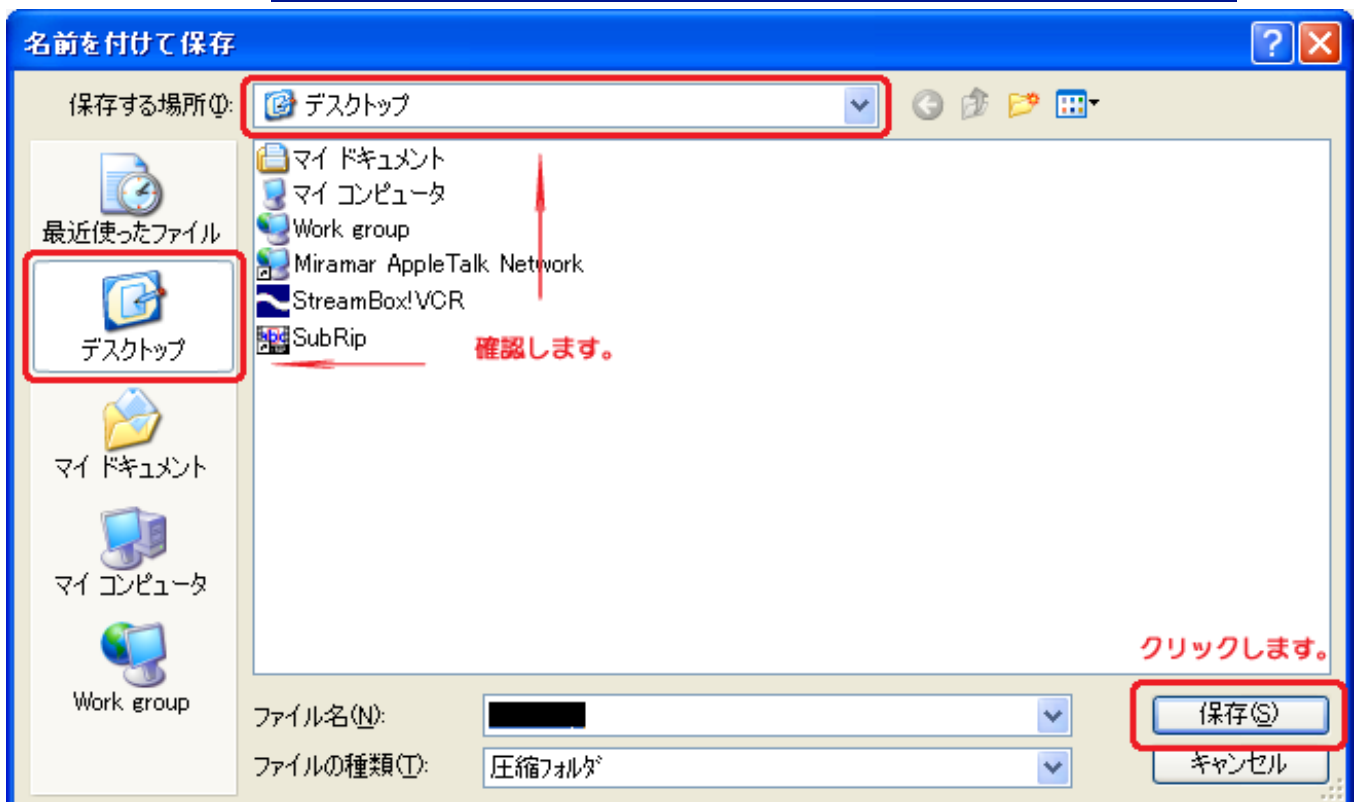 名前を付けて保存
保存する場所(I):
デスクトップ
最近使ったファイル
デスクトップ
マイ ドキュメント
マイ コンピュータ
Work group
マイ ドキュメント
マイ コンピュータ
Work group
Miramar AppleTalk Network
StreamBox!VCR
SubRip
確認します。
クリックします。
ファイル名(N):
保存(S)
ファイルの種類(T):
圧縮フォルダ
キャンセル